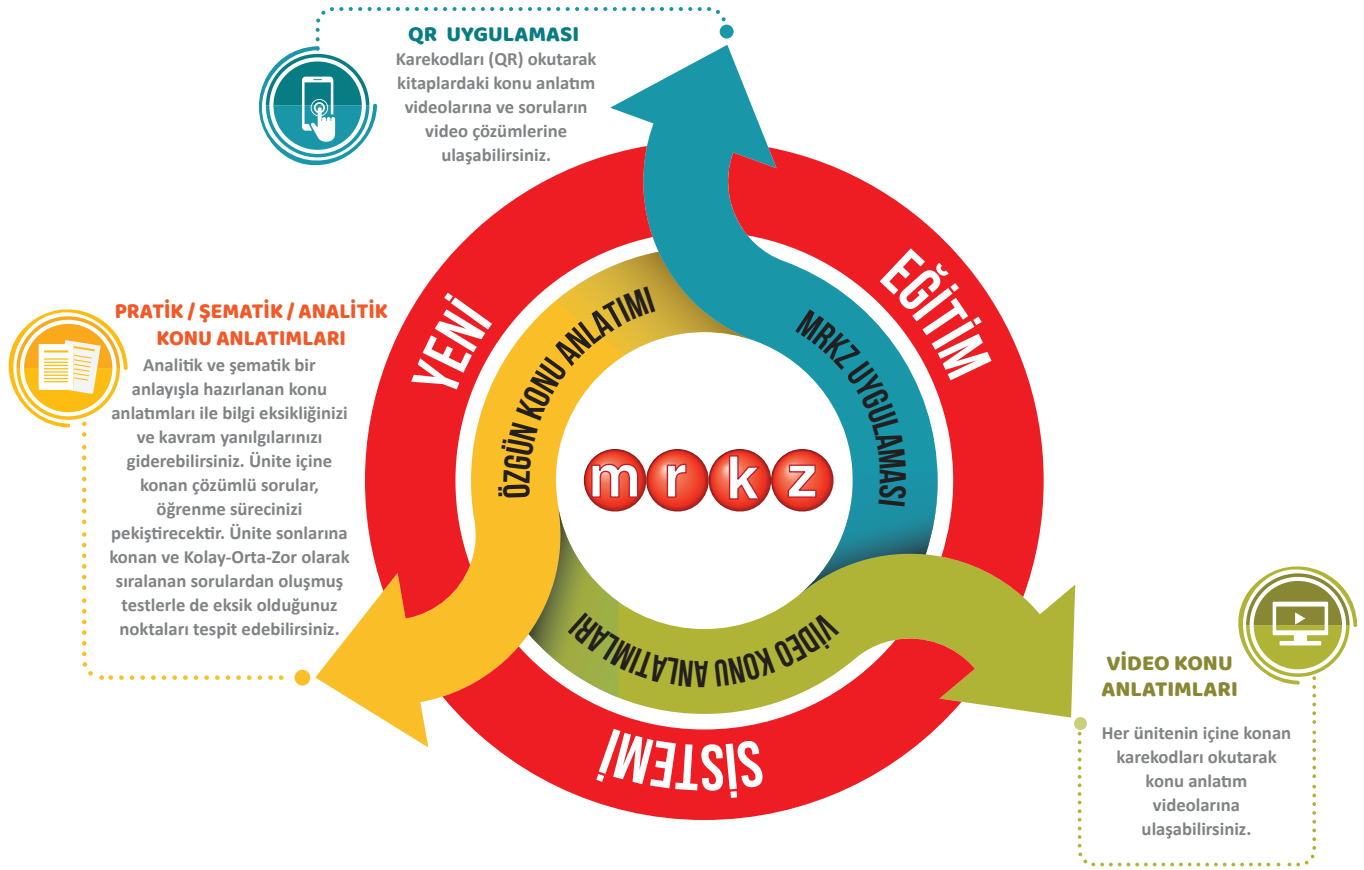 QR UYGULAMASI
Karekodları (QR) okutarak
kitaplardaki konu anlatım
videolarına ve soruların
video çözümlerine
ulaşabilirsiniz.
YENİ
EĞİTİM
SİSTEMİ
ÖZGÜN KONU ANLATIMI
MRKZ UYGULAMASI
VİDEO KONU ANLATIMLARI
mrkz
PRATİK / ŞEMATİK / ANALİTİK
KONU ANLATIMLARI
Analitik ve şematik bir
anlayışla hazırlanan konu
anlatımları ile bilgi eksikliğinizi
ve kavram yanılgılarınızı
giderebilirsiniz. Ünite içine
konan çözümlü sorular,
öğrenme sürecinizi
pekiştirecektir. Ünite sonlarına
konan ve Kolay-Orta-Zor olarak
sıralanan sorulardan oluşmuş
testlerle de eksik olduğunuz
noktaları tespit edebilirsiniz.
VİDEO KONU
ANLATIMLARI
Her ünitenin içine konan
karekodları okutarak
konu anlatım
videolarına
ulaşabilirsiniz.